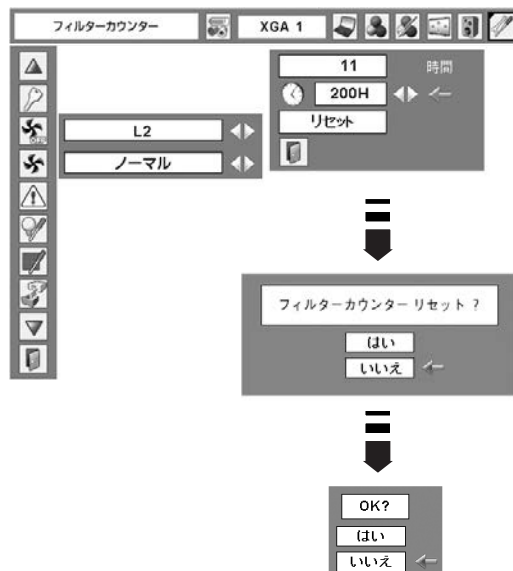 フィルターカウンター
XGA 1
11 時間
200H
リセット
L2
ノーマル
フィルターカウンター リセット ?
はい
いいえ
OK?
はい
いいえ